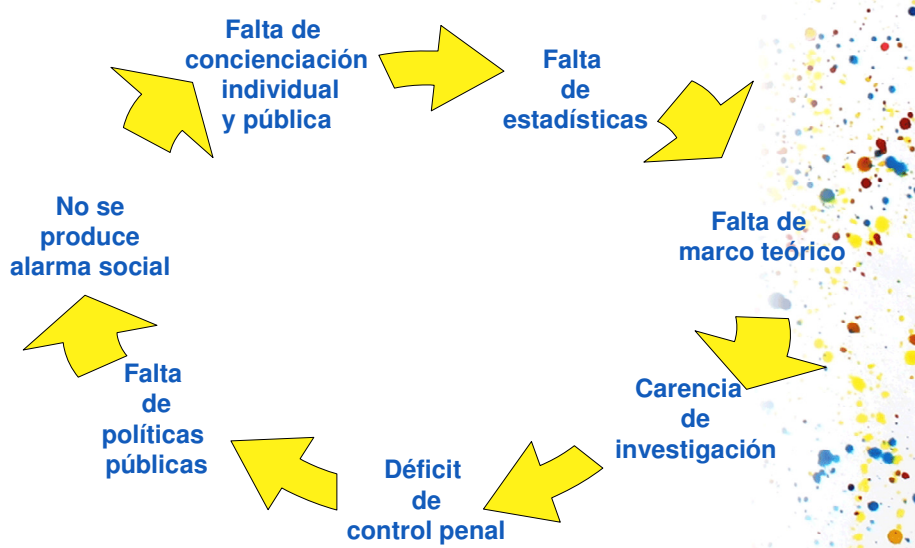 Falta de
concienciación
individual
y pública
Falta
de
estadísticas
Falta de
marco teórico
Carencia
de
investigación
Déficit
de
control penal
Falta
de
políticas
públicas
No se
produce
alarma social